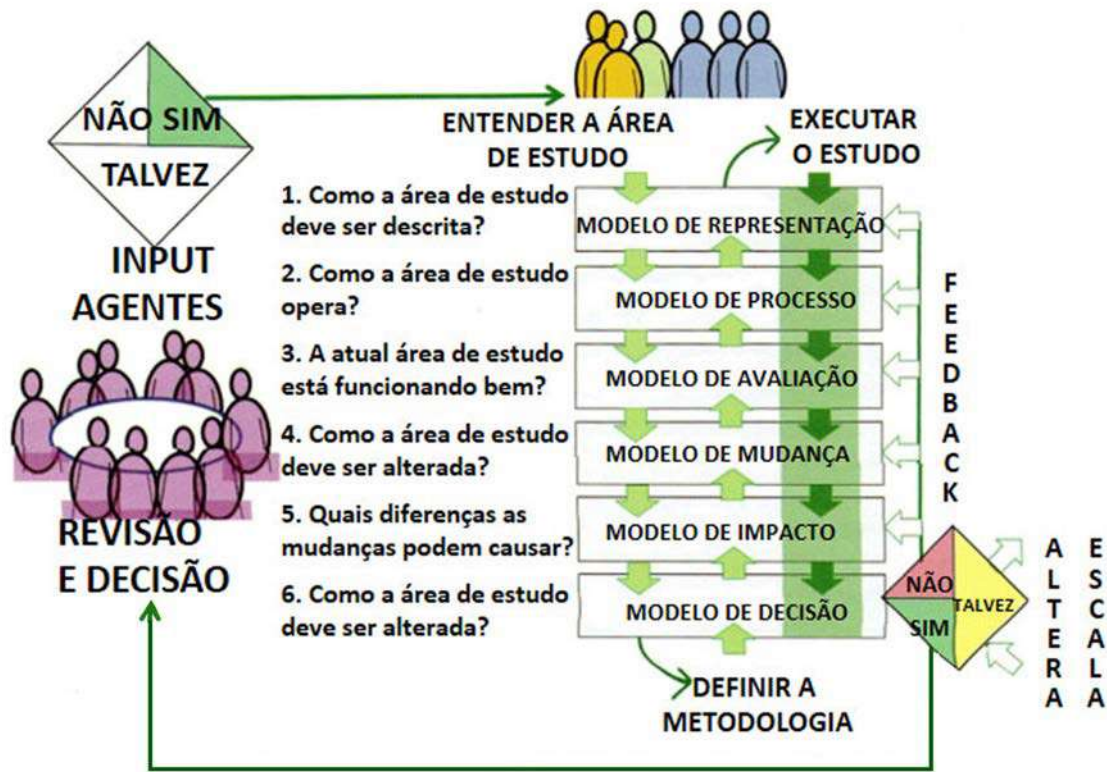 NÃO SIM
TALVEZ
INPUT
AGENTES
REVISÃO
E DECISÃO
ENTENDER A ÁREA
DE ESTUDO
EXECUTAR
O ESTUDO
1. Como a área de estudo
deve ser descrita?
MODELO DE REPRESENTAÇÃO
2. Como a área de estudo
opera?
MODELO DE PROCESSO
3. A atual área de estudo
está funcionando bem?
MODELO DE AVALIAÇÃO
4. Como a área de estudo
deve ser alterada?
MODELO DE MUDANÇA
5. Quais diferenças as
mudanças podem causar?
MODELO DE IMPACTO
6. Como a área de estudo
deve ser alterada?
MODELO DE DECISÃO
DEFINIR A
METODOLOGIA
FEEDBACK
NÃO
SIM
TALVEZ
ALTERA
ESCALA